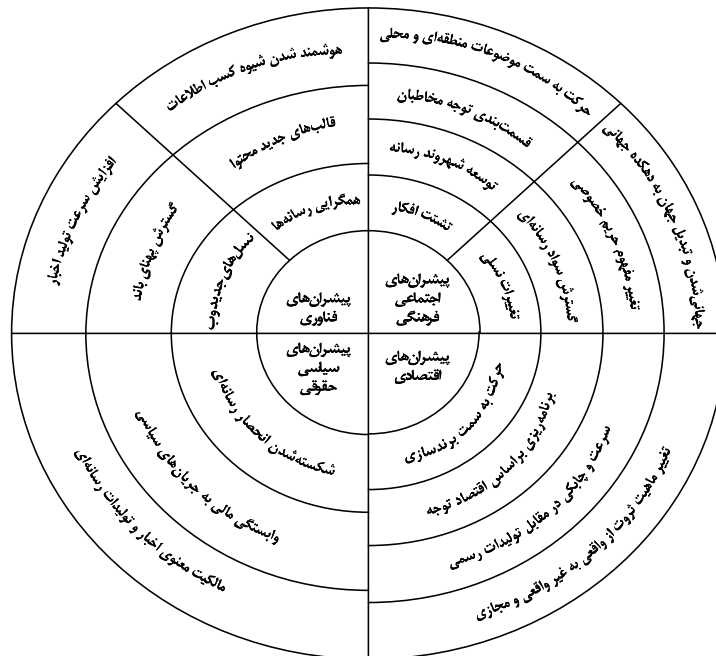 هوشمند شدن شیوه کسب اطلاعات
قالب‌های جدید محتوا
همگرایی رسانه‌ها
افزایش سرعت تولید اخبار
گسترش پهنای باند
نسل‌های جدیدوب
پیشران‌های
فناوری
حرکت به سمت موضوعات منطقه‌ای و محلی
قسمت‌بندی توجه مخاطبان
توسعه شهروند رسانه
تشتت افکار
جهانی‌شدن و تبدیل جهان به دهکده جهانی
تغییر مفهوم حریم خصوصی
گسترش سواد رسانه‌ای
تغییرات نسلی
پیشران‌های
اجتماعی
فرهنگی
پیشران‌های
سیاسی
حقوقی
شکسته‌شدن انحصار رسانه‌ای
وابستگی مالی به جریان‌های سیاسی
مالکیت معنوی اخبار و تولیدات رسانه‌ای
پیشران‌های
اقتصادی
حرکت به سمت برندسازی
برنامه‌ریزی براساس اقتصاد توجه
سرعت و چابکی در مقابل تولیدات رسمی
تغییر ماهیت ثروت از واقعی به غیر واقعی و مجازی